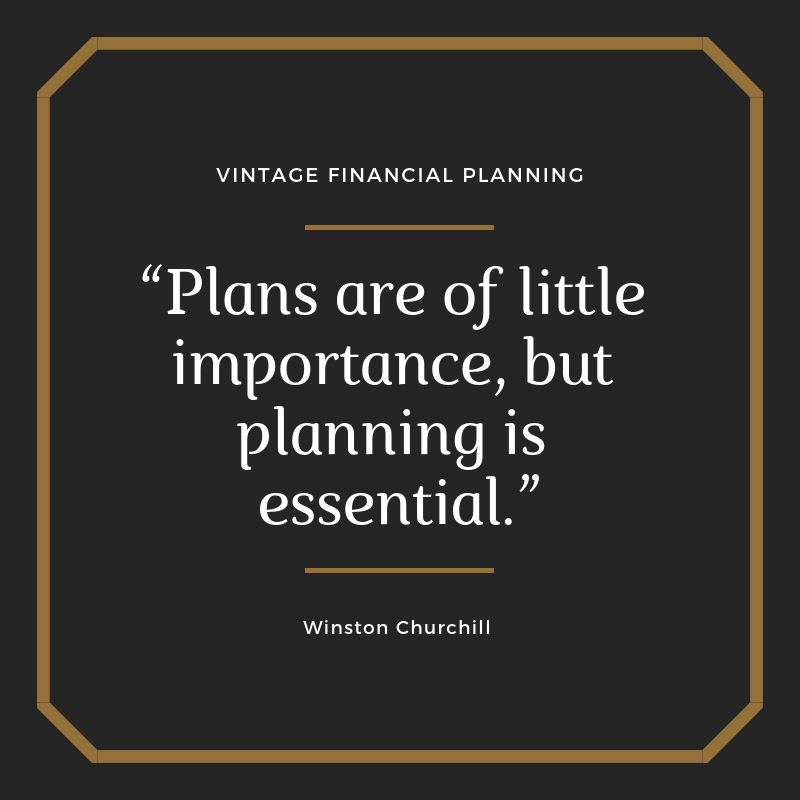 VINTAGE FINANCIAL PLANNING
“Plans are of little
importance, but
planning is
essential.”
Winston Churchill